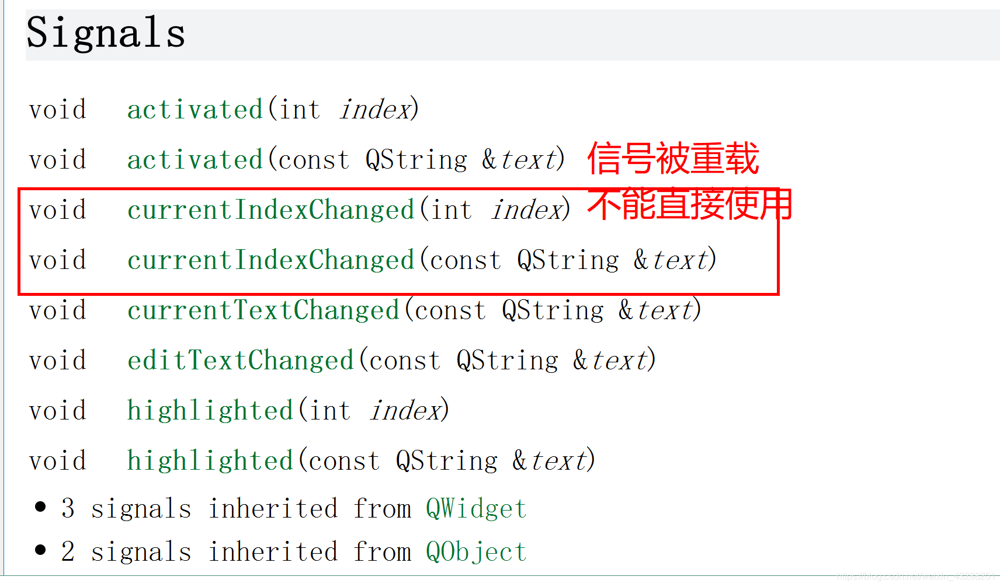 Signals
void activated(int index)
void activated(const QString &text) 信号被重载
void currentIndexChanged(int index) 不能直接使用
void currentIndexChanged(const QString &text)
void currentTextChanged(const QString &text)
void editTextChanged(const QString &text)
void highlighted(int index)
void highlighted(const QString &text)
• 3 signals inherited from QWidget
• 2 signals inherited from QObject